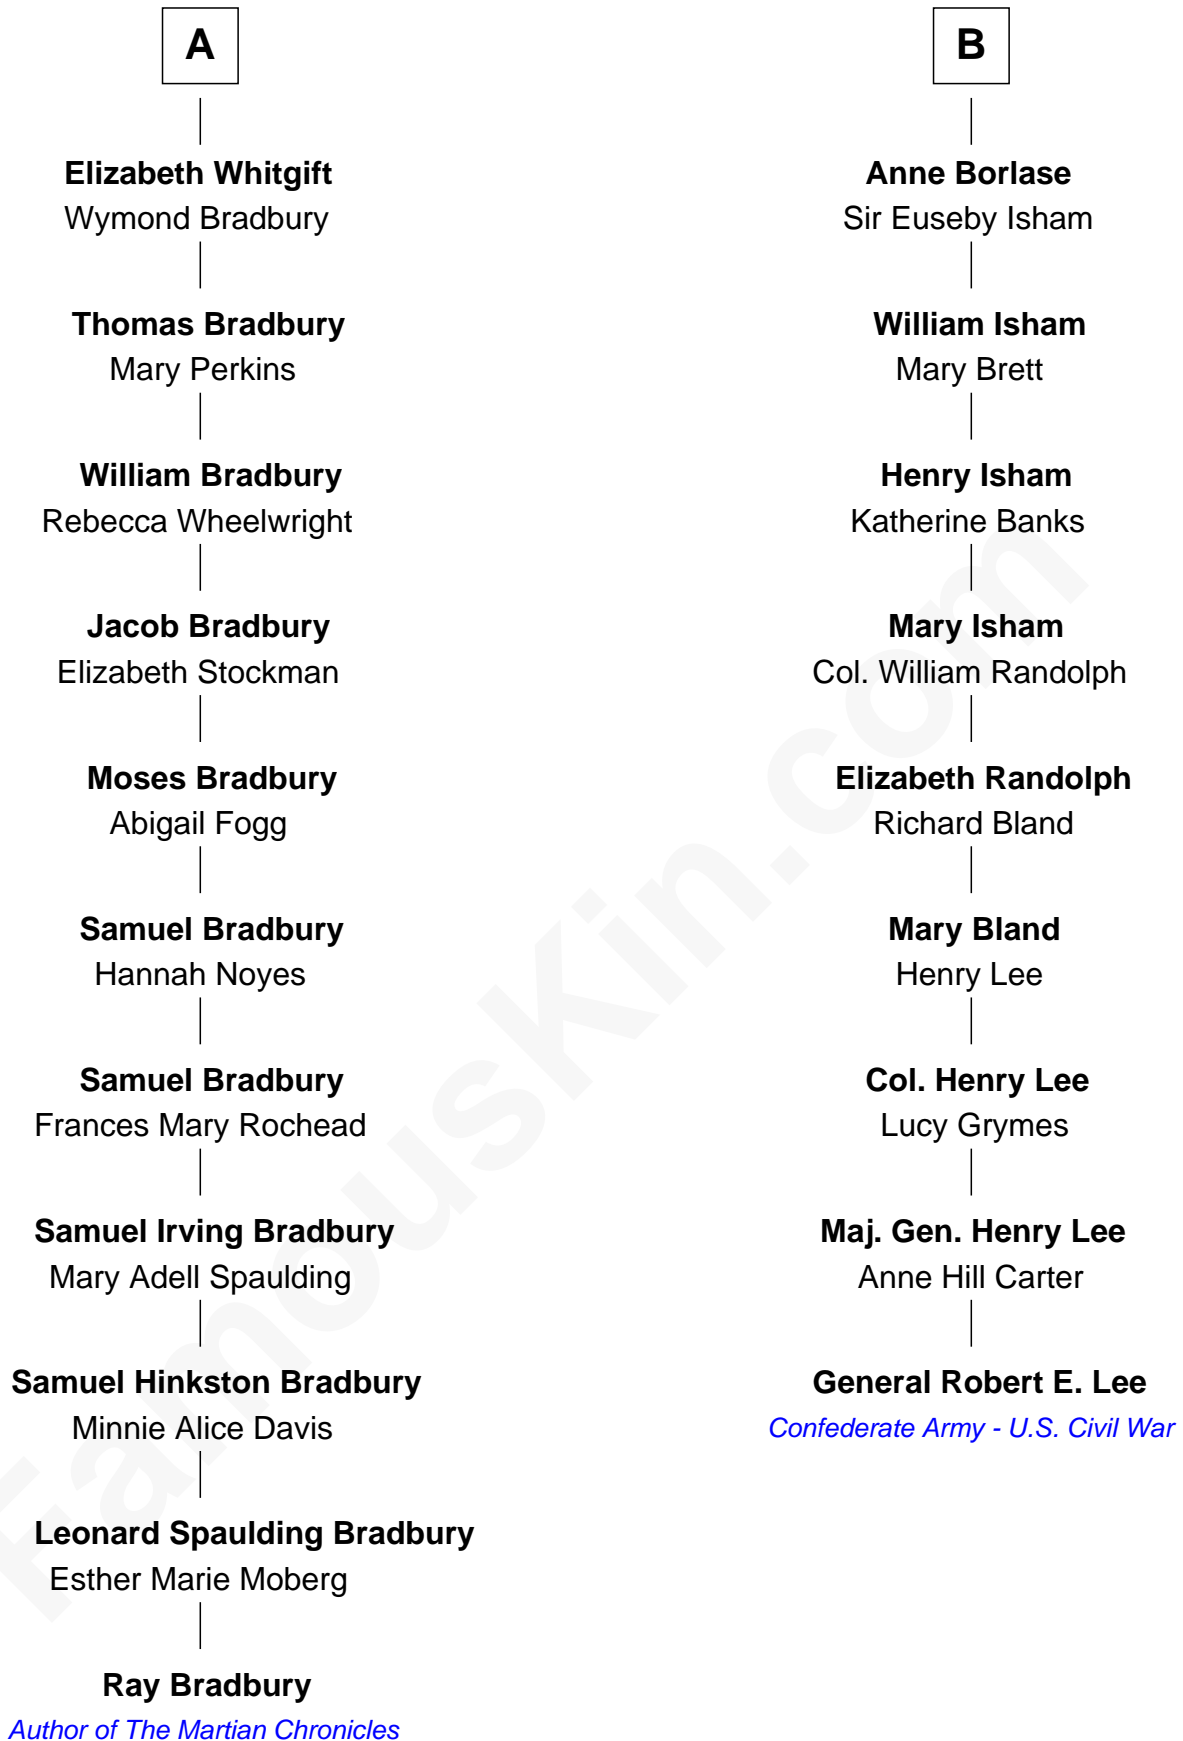 A
Elizabeth Whitgift
Wymond Bradbury
Thomas Bradbury
Mary Perkins
William Bradbury
Rebecca Wheelwright
Jacob Bradbury
Elizabeth Stockman
Moses Bradbury
Abigail Fogg
Samuel Bradbury
Hannah Noyes
Samuel Bradbury
Frances Mary Rochead
Samuel Irving Bradbury
Mary Adell Spaulding
Samuel Hinkston Bradbury
Minnie Alice Davis
Leonard Spaulding Bradbury
Esther Marie Moberg
Ray Bradbury
Author of The Martian Chronicles
B
Anne Borlase
Sir Euseby Isham
William Isham
Mary Brett
Henry Isham
Katherine Banks
Mary Isham
Col. William Randolph
Elizabeth Randolph
Richard Bland
Mary Bland
Henry Lee
Col. Henry Lee
Lucy Grymes
Maj. Gen. Henry Lee
Anne Hill Carter
General Robert E. Lee
Confederate Army - U.S. Civil War
FamousKin.com